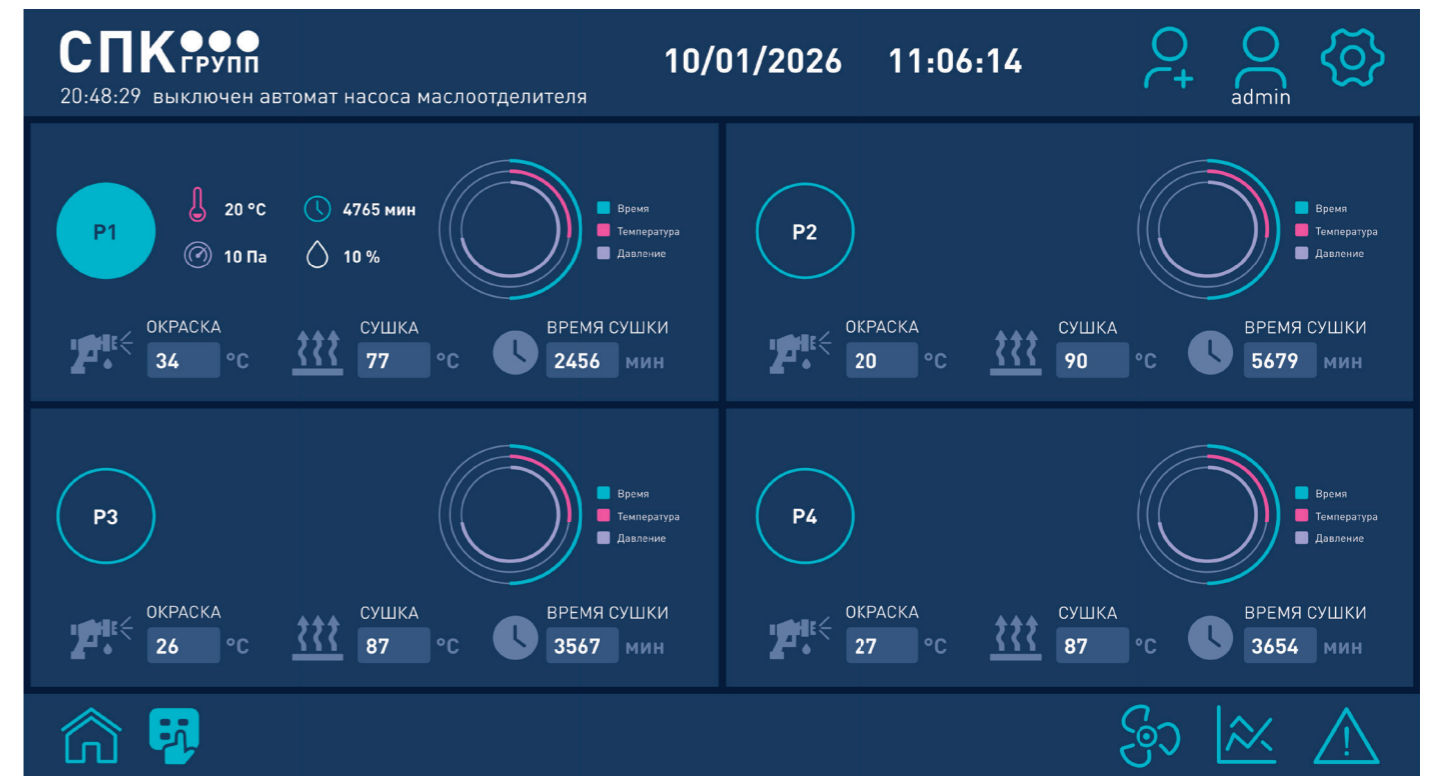 СПК
ГРУПП
10/01/2026 11:06:14
admin
20:48:29 выключен автомат насоса маслоотделителя
P1
20 °C
4765 мин
10 Па
10 %
Время
Температура
Давление
ОКРАСКА СУШКА ВРЕМЯ СУШКИ
34 °C 77 °C 2456 мин
P2
Время
Температура
Давление
ОКРАСКА СУШКА ВРЕМЯ СУШКИ
20 °C 90 °C 5679 мин
P3
Время
Температура
Давление
ОКРАСКА СУШКА ВРЕМЯ СУШКИ
26 °C 87 °C 3567 мин
P4
Время
Температура
Давление
ОКРАСКА СУШКА ВРЕМЯ СУШКИ
27 °C 87 °C 3654 мин